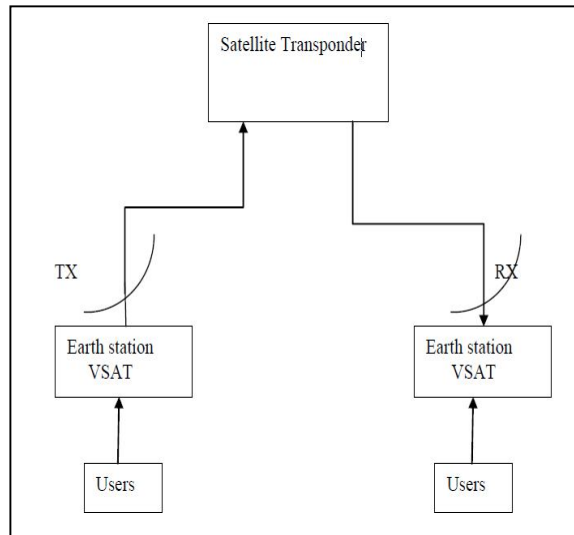 Satellite Transponder
TX
RX
Earth station
VSAT
Earth station
VSAT
Users
Users